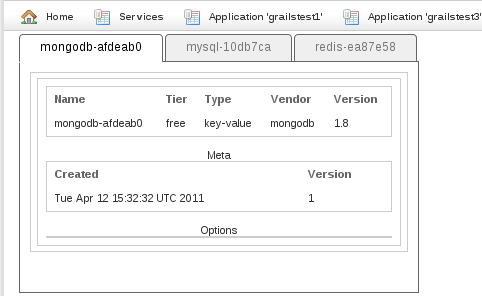 Home Services Application 'grailstest1' Application 'grailstest3'
mongodb-afdeab0 mysql-10db7ca redis-ea87e58
Name Tier Type Vendor Version
mongodb-afdeab0 free key-value mongodb 1.8
Meta
Created Version
Tue Apr 12 15:32:32 UTC 2011 1
Options